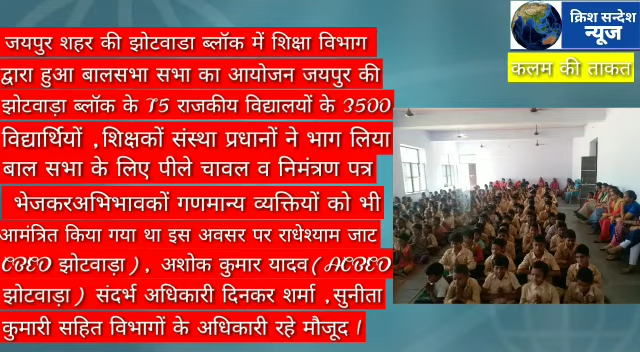 क्रिश सन्देश
न्यूज
कलम की ताकत
जयपुर शहर की झोटवाडा ब्लॉक में शिक्षा विभाग
द्वारा हुआ बालसभा सभा का आयोजन जयपुर की
झोटवाड़ा ब्लॉक के 75 राजकीय विद्यालयों के 3500
विद्यार्थियों ,शिक्षकों संस्था प्रधानों ने भाग लिया
बाल सभा के लिए पीले चावल व निमंत्रण पत्र
भेजकरअभिभावकों गणमान्य व्यक्तियों को भी
आमंत्रित किया गया था इस अवसर पर राधेश्याम जाट
CBEO झोटवाड़ा ), अशोक कुमार यादव( ACBEO
झोटवाड़ा ) संदर्भ अधिकारी दिनकर शर्मा ,सुनीता
कुमारी सहित विभागों के अधिकारी रहे मौजूद ।